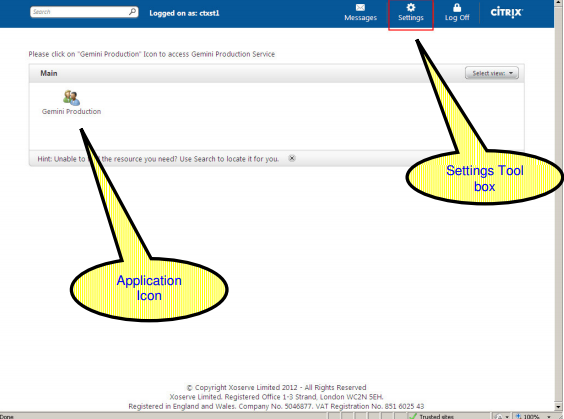 Search
Logged on as: ctxst1
Messages
Settings
Log Off
CITRIX
Please click on "Gemini Production" Icon to access Gemini Production Service
Main
Select view:
Gemini Production
Hint: Unable to the resource you need? Use Search to locate it for you.
Settings Tool
box
Application
Icon
© Copyright Xoserve Limited 2012 - All Rights Reserved
Xoserve Limited. Registered Office 1-3 Strand, London WC2N 5EH.
Registered in England and Wales. Company No. 5046877. VAT Registration No. 851 6025 43
Done
Trusted sites
100%